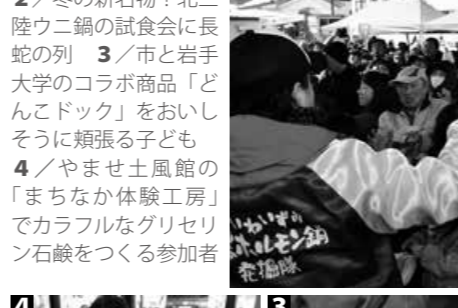 2／冬の新名物！北三
陸ウニ鍋の試食会に長
蛇の列　3／市と岩手
大学のコラボ商品「ど
んこドック」をおいし
そうに頬張る子ども
4／やませ土風館の
「まちなか体験工房」
でカラフルなグリセリ
ン石鹸をつくる参加者
いわいずみ
ホルモン鍋
発掘隊
4
3